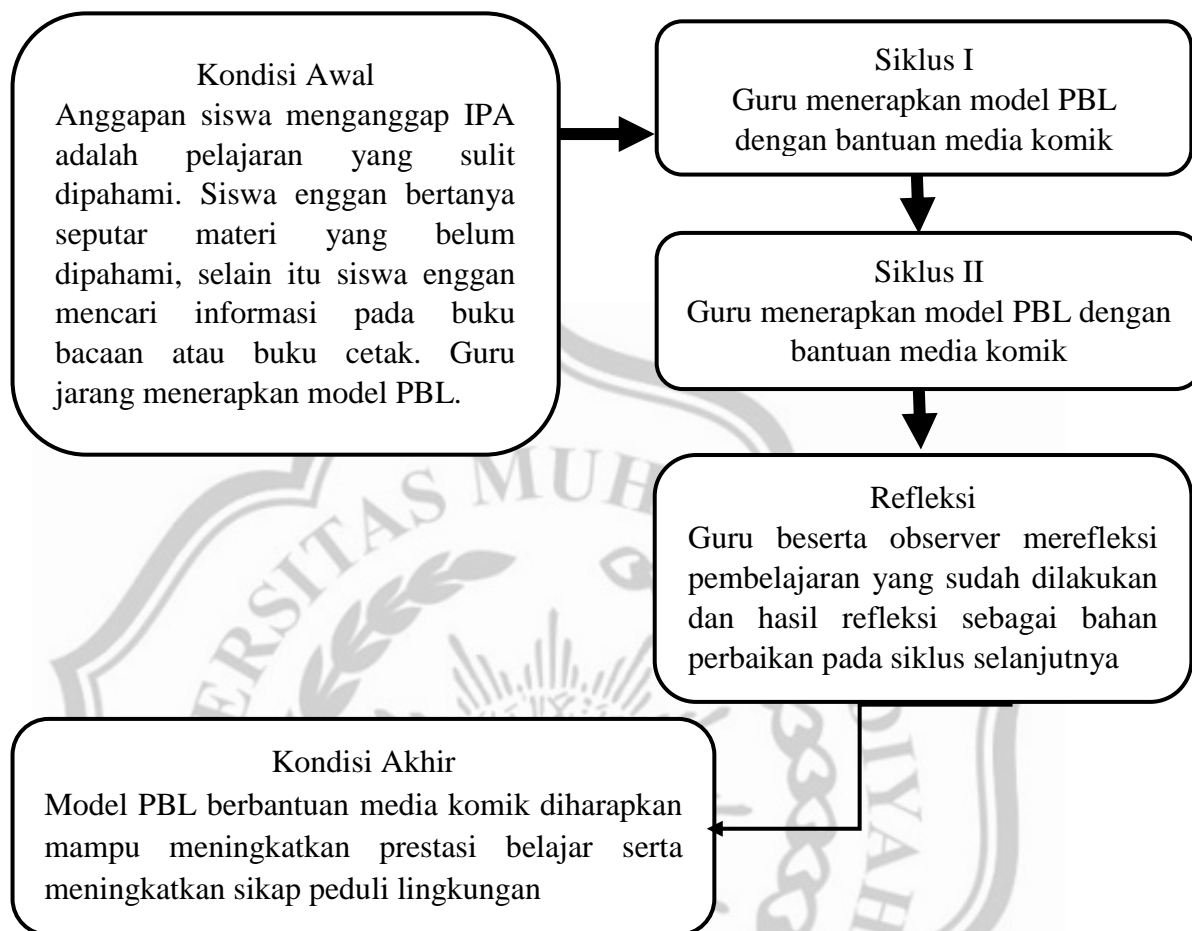 Kondisi Awal
Anggapan siswa menganggap IPA
adalah pelajaran yang sulit
dipahami. Siswa enggan bertanya
seputar materi yang belum
dipahami, selain itu siswa enggan
mencari informasi pada buku
bacaan atau buku cetak. Guru
jarang menerapkan model PBL.
Siklus I
Guru menerapkan model PBL
dengan bantuan media komik
Siklus II
Guru menerapkan model PBL dengan
bantuan media komik
Refleksi
Guru beserta observer merefleksi
pembelajaran yang sudah dilakukan
dan hasil refleksi sebagai bahan
perbaikan pada siklus selanjutnya
Kondisi Akhir
Model PBL berbantuan media komik diharapkan
mampu meningkatkan prestasi belajar serta
meningkatkan sikap peduli lingkungan
ERSITAS MUH
DIYAH